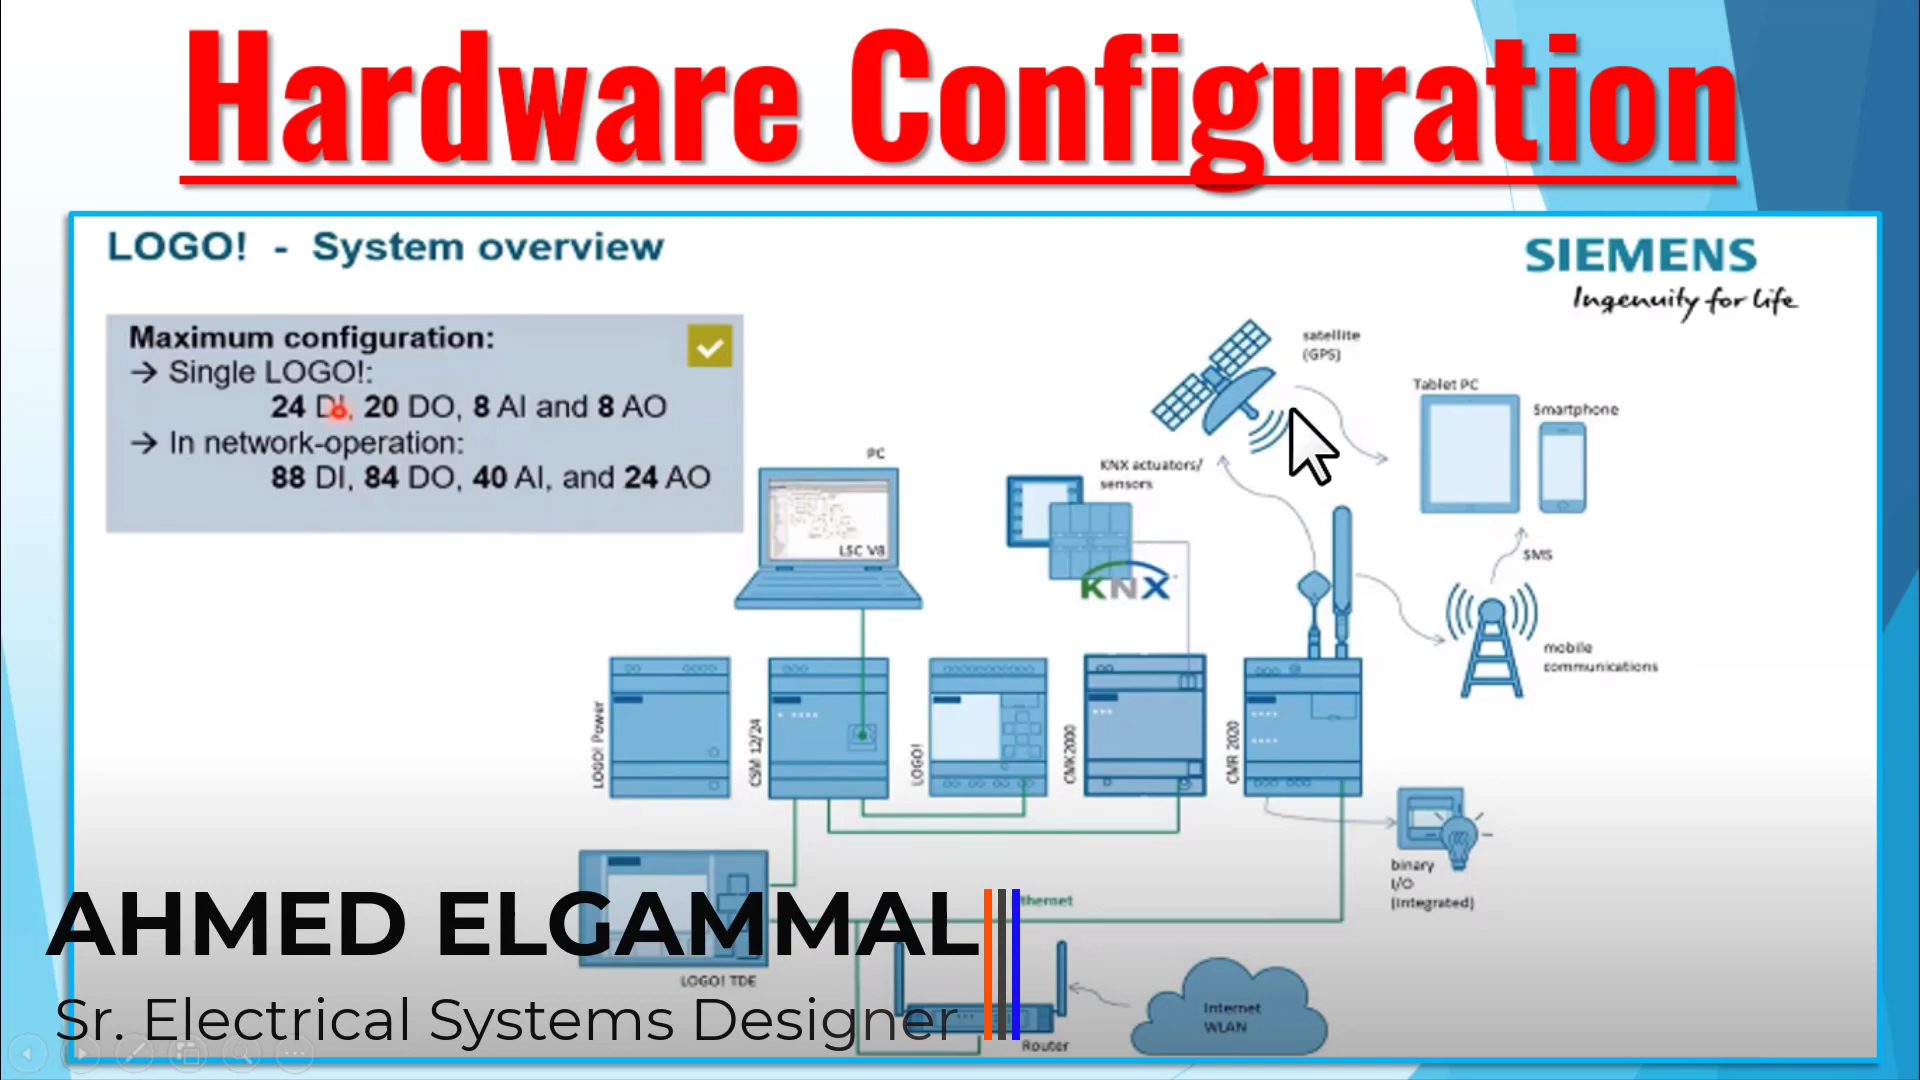 Hardware Configuration
LOGO! - System overview
SIEMENS
Ingenuity for life
Maximum configuration:
→ Single LOGO!:
24 DI, 20 DO, 8 AI and 8 AO
→ In network-operation:
88 DI, 84 DO, 40 AI, and 24 AO
satellite
(GPS)
Tablet PC
Smartphone
PC
KNX actuators/
sensors
LSC V8
KNX
SMS
mobile
communications
LOGO! Power
CSM 12/24
LOGO!
CMK2000
CMR 2020
binary
I/O
(integrated)
thernet
AHMED ELGAMMAL
LOGO! TDE
Sr. Electrical Systems Designer
Internet
WLAN
Router